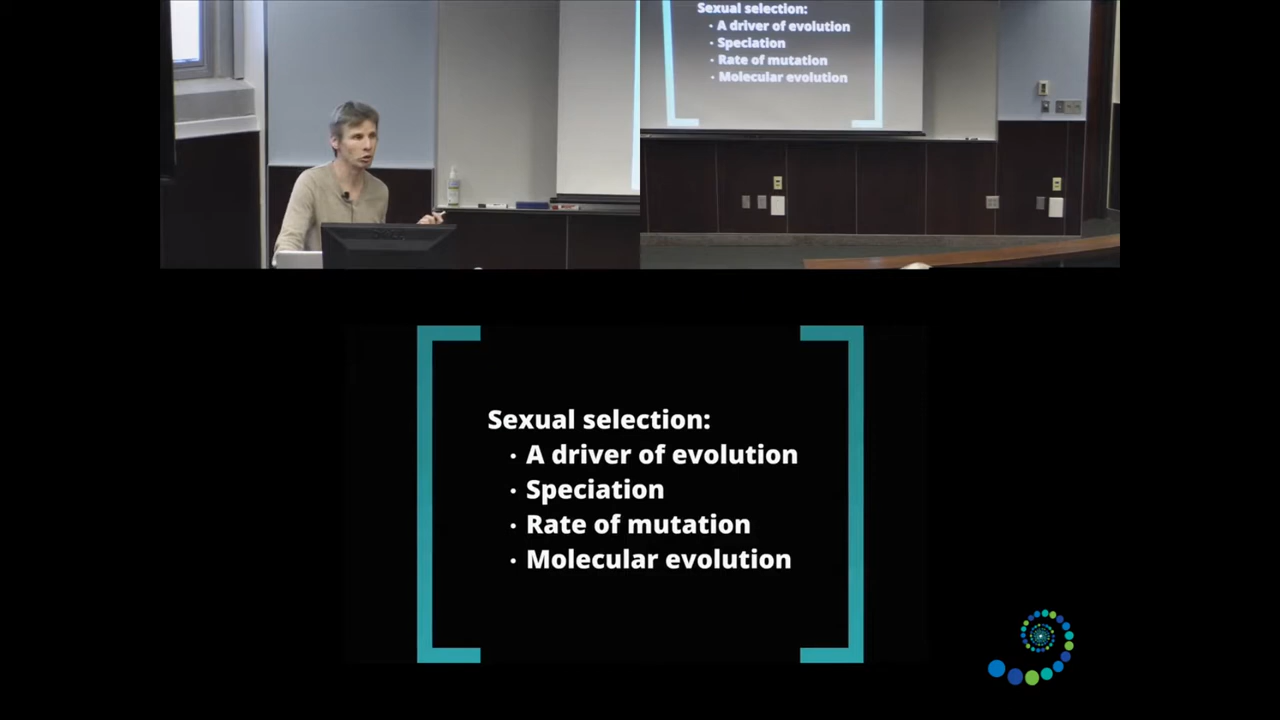 Sexual selection:
· A driver of evolution
· Speciation
· Rate of mutation
· Molecular evolution
Sexual selection:
· A driver of evolution
· Speciation
· Rate of mutation
· Molecular evolution